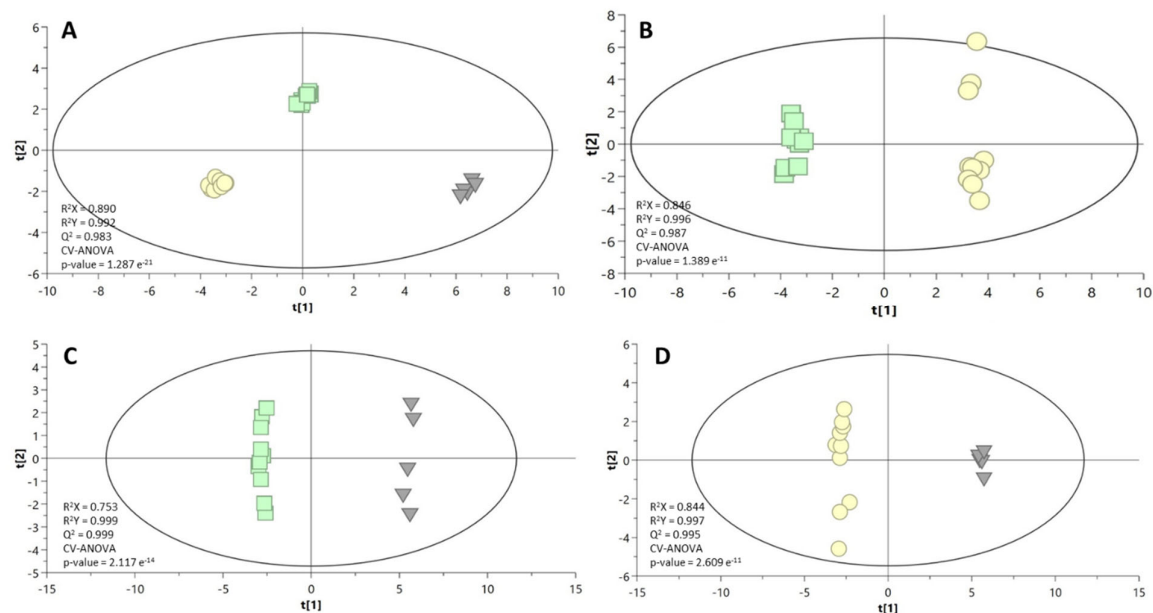 A
6
4
2
0
-2
-4
-6
t[2]
R²X = 0.890
R²Y = 0.992
Q² = 0.983
CV-ANOVA
p-value = 1.287 e⁻²¹
-10 -8 -6 -4 -2 0 2 4 6 8 10
t[1]
B
8
6
4
2
0
-2
-4
-6
-8
t[2]
R²X = 0.846
R²Y = 0.996
Q² = 0.987
CV-ANOVA
p-value = 1.389 e⁻¹¹
-10 -8 -6 -4 -2 0 2 4 6 8 10
t[1]
C
5
4
3
2
1
0
-1
-2
-3
-4
-5
t[2]
R²X = 0.753
R²Y = 0.999
Q² = 0.999
CV-ANOVA
p-value = 2.117 e⁻¹⁴
-15 -10 -5 0 5 10 15
t[1]
D
6
4
2
0
-2
-4
-6
t[2]
R²X = 0.844
R²Y = 0.997
Q² = 0.995
CV-ANOVA
p-value = 2.609 e⁻¹¹
-15 -10 -5 0 5 10 15
t[1]